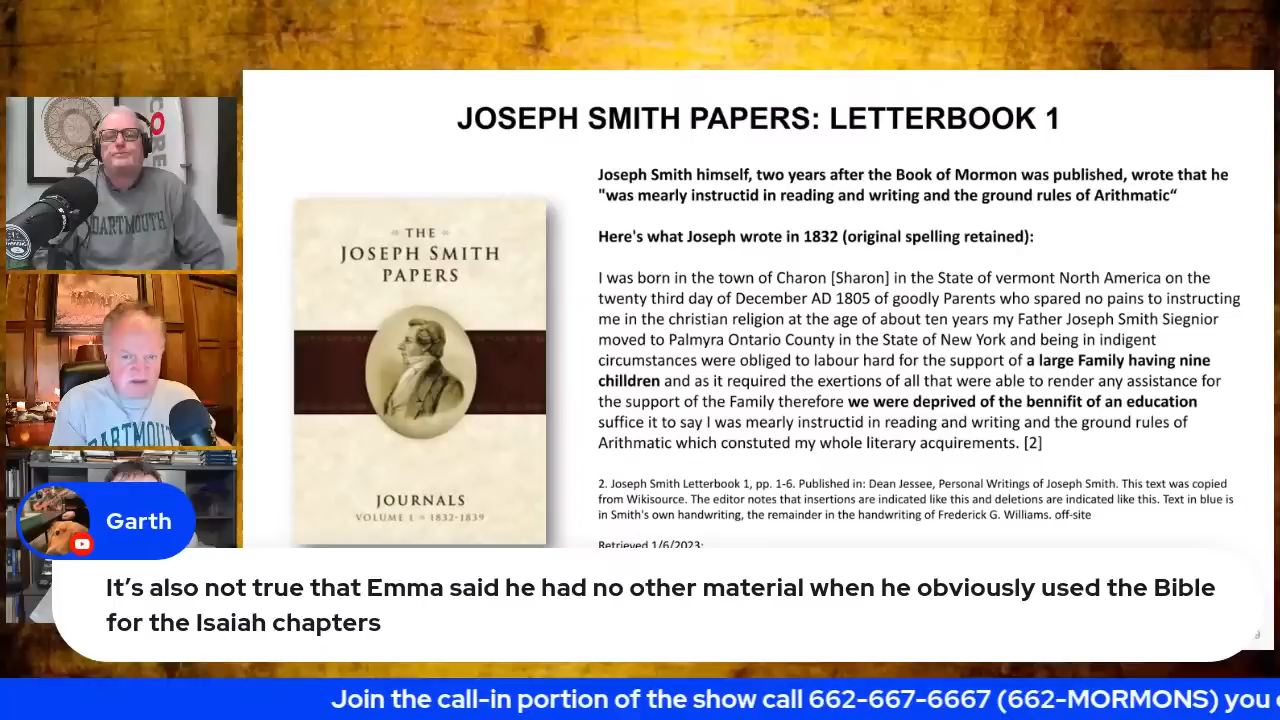 JOSEPH SMITH PAPERS: LETTERBOOK 1
Joseph Smith himself, two years after the Book of Mormon was published, wrote that he
"was mearly instructid in reading and writing and the ground rules of Arithmatic“
Here's what Joseph wrote in 1832 (original spelling retained):
I was born in the town of Charon [Sharon] in the State of vermont North America on the
twenty third day of December AD 1805 of goodly Parents who spared no pains to instructing
me in the christian religion at the age of about ten years my Father Joseph Smith Siegnior
moved to Palmyra Ontario County in the State of New York and being in indigent
circumstances were obliged to labour hard for the support of a large Family having nine
chilldren and as it required the exertions of all that were able to render any assistance for
the support of the Family therefore we were deprived of the bennifit of an education
suffice it to say I was mearly instructid in reading and writing and the ground rules of
Arithmatic which constuted my whole literary acquirements. [2]
2. Joseph Smith Letterbook 1, pp. 1-6. Published in: Dean Jessee, Personal Writings of Joseph Smith. This text was copied
from Wikisource. The editor notes that insertions are indicated like this and deletions are indicated like this. Text in blue is
in Smith's own handwriting, the remainder in the handwriting of Frederick G. Williams. off-site
Retrieved 1/6/2023:
THE
JOSEPH SMITH
PAPERS
JOURNALS
VOLUME 1 1832-1839
CORE
DARTMOUTH
DARTMOUT
Garth
It’s also not true that Emma said he had no other material when he obviously used the Bible
for the Isaiah chapters
Join the call-in portion of the show call 662-667-6667 (662-MORMONS) you